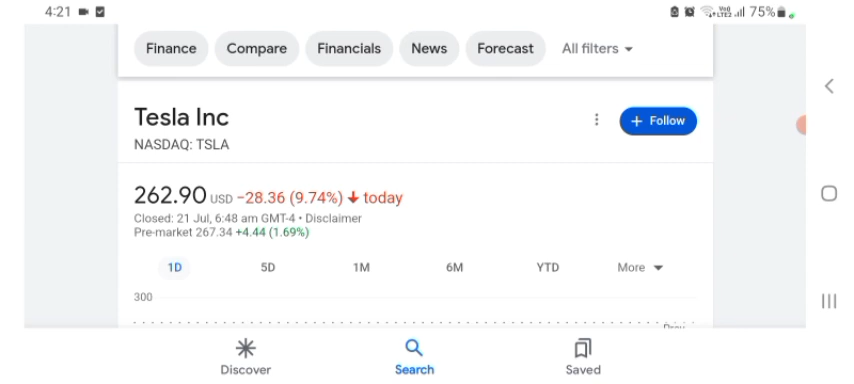 4:21 75%
Finance Compare Financials News Forecast All filters
Tesla Inc
+ Follow
NASDAQ: TSLA
262.90 USD −28.36 (9.74%) today
Closed: 21 Jul, 6:48 am GMT-4 • Disclaimer
Pre-market 267.34 +4.44 (1.69%)
1D 5D 1M 6M YTD More
300
Discover Search Saved